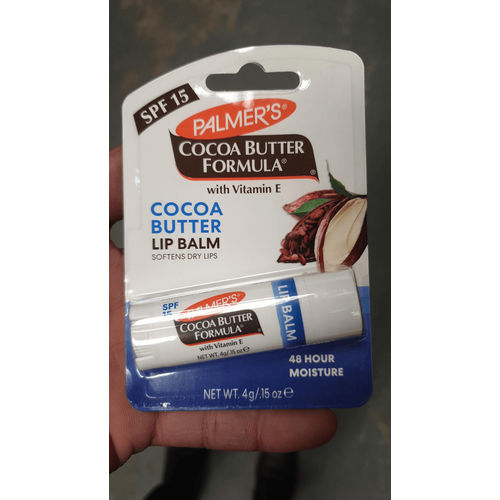 SPF 15
PALMER'S®
COCOA BUTTER
FORMULA®
with Vitamin E
COCOA
BUTTER
LIP BALM
SOFTENS DRY LIPS
SPF
15
PALMER'S®
COCOA BUTTER
FORMULA®
with Vitamin E
NET WT. 4g/.15 oz ℮
LIP BALM
48 HOUR
MOISTURE
NET WT. 4g/.15 oz ℮